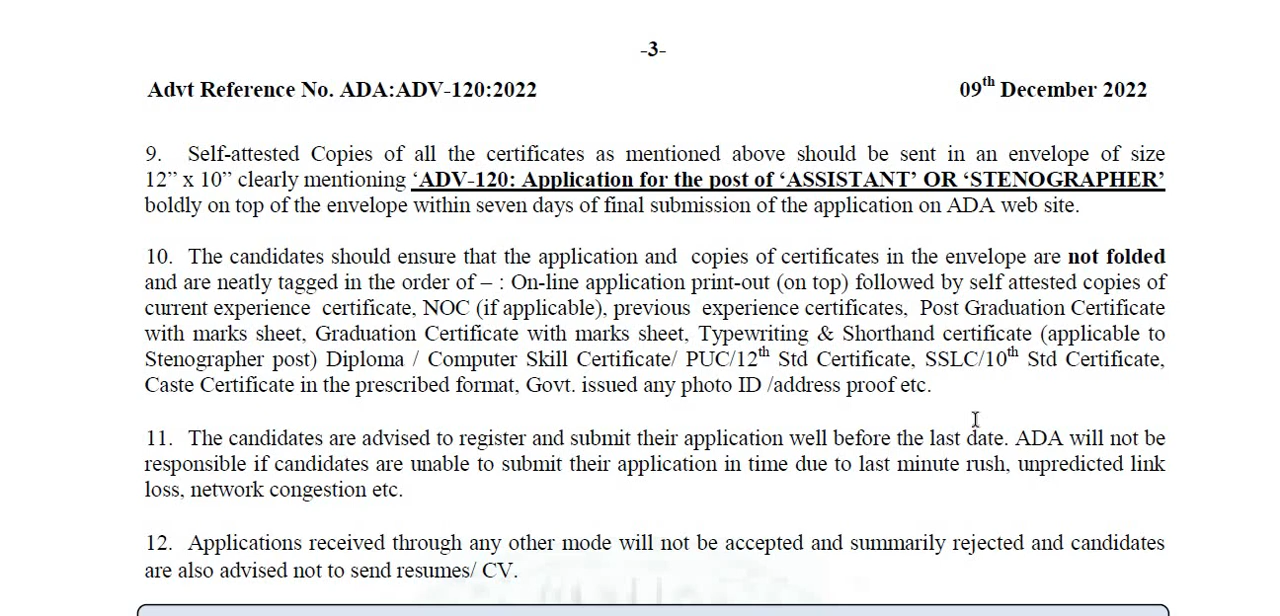 -3-
Advt Reference No. ADA:ADV-120:2022 09th December 2022
9. Self-attested Copies of all the certificates as mentioned above should be sent in an envelope of size
12” x 10” clearly mentioning ‘ADV-120: Application for the post of ‘ASSISTANT’ OR ‘STENOGRAPHER’
boldly on top of the envelope within seven days of final submission of the application on ADA web site.
10. The candidates should ensure that the application and copies of certificates in the envelope are not folded
and are neatly tagged in the order of – : On-line application print-out (on top) followed by self attested copies of
current experience certificate, NOC (if applicable), previous experience certificates, Post Graduation Certificate
with marks sheet, Graduation Certificate with marks sheet, Typewriting & Shorthand certificate (applicable to
Stenographer post) Diploma / Computer Skill Certificate/ PUC/12th Std Certificate, SSLC/10th Std Certificate,
Caste Certificate in the prescribed format, Govt. issued any photo ID /address proof etc.
11. The candidates are advised to register and submit their application well before the last date. ADA will not be
responsible if candidates are unable to submit their application in time due to last minute rush, unpredicted link
loss, network congestion etc.
12. Applications received through any other mode will not be accepted and summarily rejected and candidates
are also advised not to send resumes/ CV.